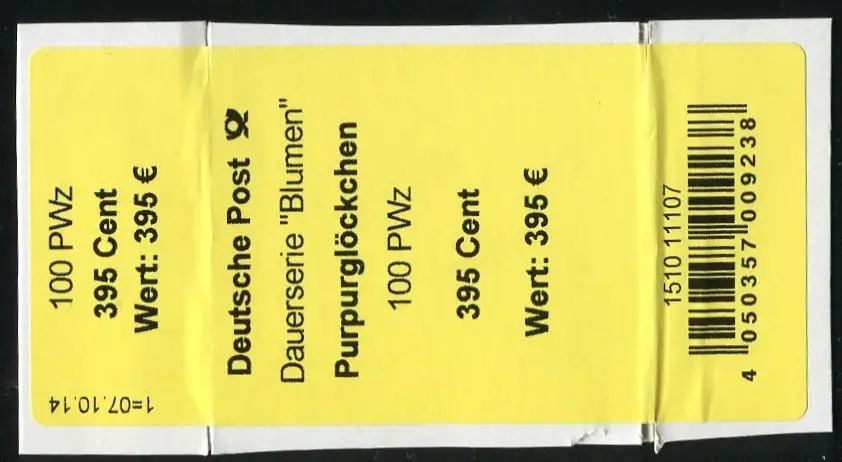 100 PWz
395 Cent
Wert: 395 €
1=07.10.14
Deutsche Post
Dauerserie "Blumen"
Purpurglöckchen
100 PWz
395 Cent
Wert: 395 €
1510 11107
4 050357 009238